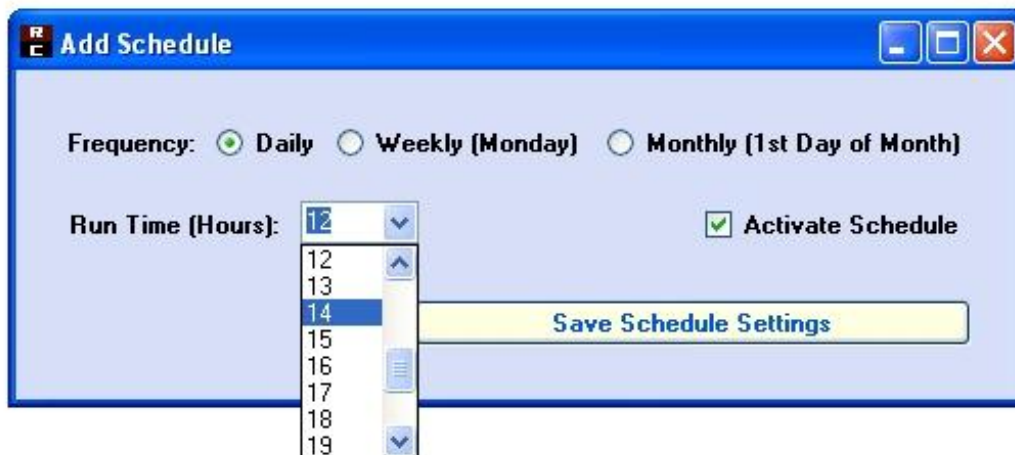 R
C
Add Schedule
Frequency: Daily Weekly (Monday) Monthly (1st Day of Month)
Run Time (Hours): 12 Activate Schedule
12
13
14
Save Schedule Settings
15
16
17
18
19